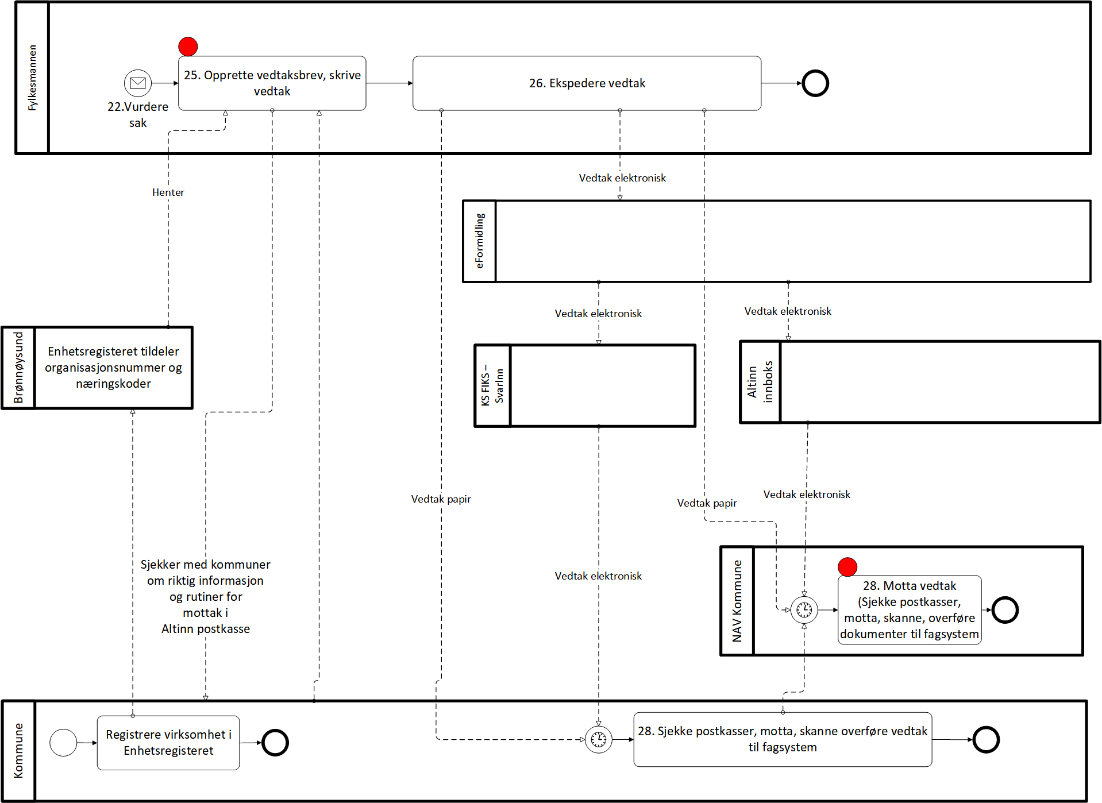 Fylkesmannen
22.Vurdere
sak
25. Opprette vedtaksbrev, skrive
vedtak
26. Ekspedere vedtak
Henter
Vedtak elektronisk
eFormidling
Vedtak elektronisk
Vedtak elektronisk
Brønnøysund
Enhetsregisteret tildeler
organisasjonsnummer og
næringskoder
KS FIKS –
SvarInn
Altinn
innboks
Vedtak papir
Vedtak papir
Vedtak elektronisk
Sjekker med kommuner
om riktig informasjon
og rutiner for
mottak i
Altinn postkasse
Vedtak elektronisk
NAV Kommune
28. Motta vedtak
(Sjekke postkasser,
motta, skanne, overføre
dokumenter til fagsystem
Kommune
Registrere virksomhet i
Enhetsregisteret
28. Sjekke postkasser, motta, skanne overføre vedtak
til fagsystem